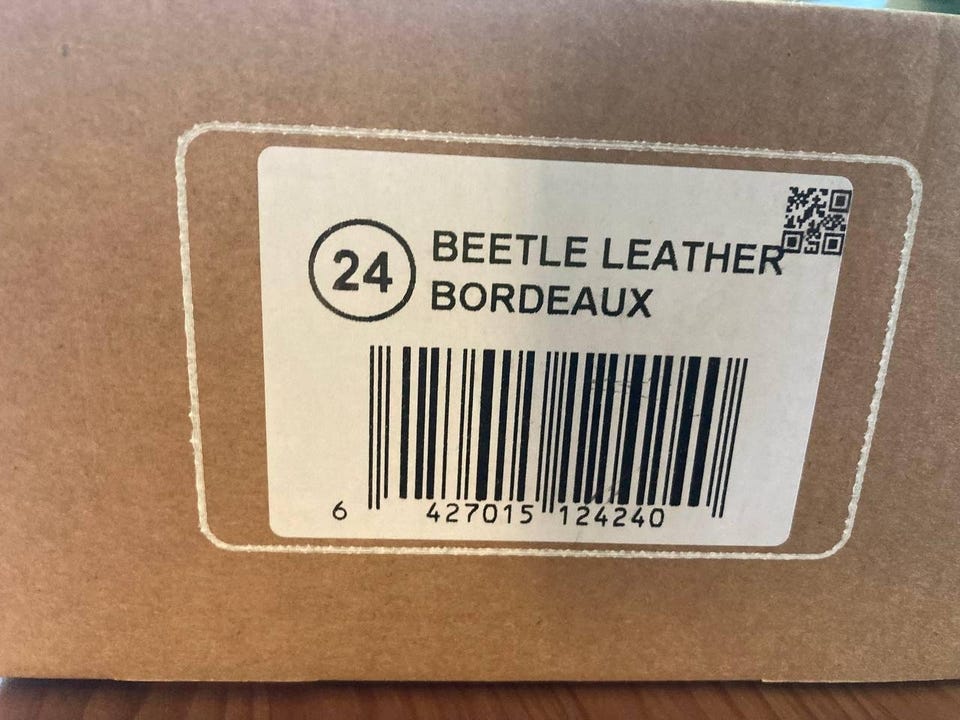 24
BEETLE LEATHER
BORDEAUX
6 427015 124240